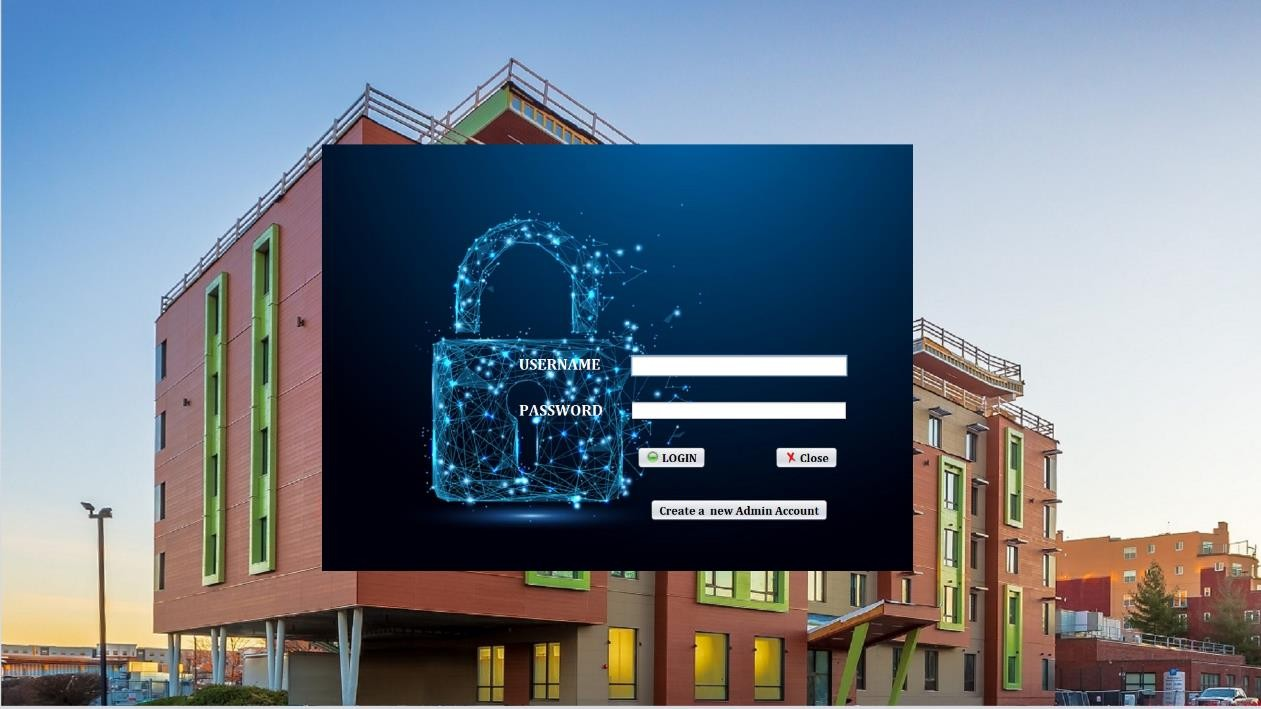 USERNAME
PASSWORD
LOGIN
Close
Create a  new Admin Account